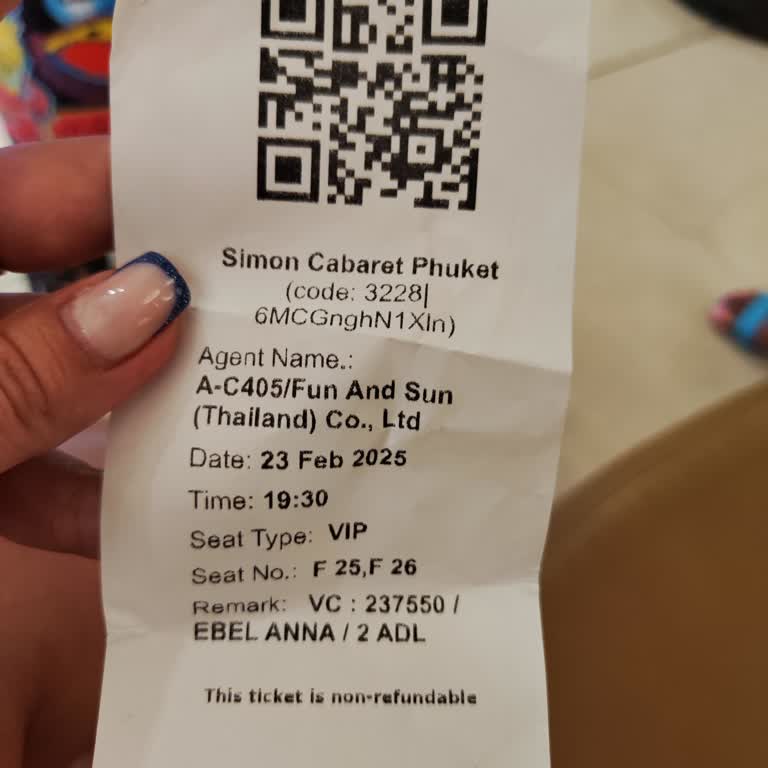 Simon Cabaret Phuket
(code: 3228|
6MCGnghN1XIn)
Agent Name.:
A-C405/Fun And Sun
(Thailand) Co., Ltd
Date: 23 Feb 2025
Time: 19:30
Seat Type: VIP
Seat No.: F 25,F 26
Remark: VC : 237550 /
EBEL ANNA / 2 ADL
This ticket is non-refundable